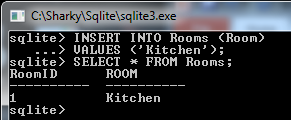 C:\Sharky\Sqlite\sqlite3.exe
sqlite> INSERT INTO Rooms (Room)
   ...> VALUES ('Kitchen');
sqlite> SELECT * FROM Rooms;
RoomID      ROOM
----------  ----------
1           Kitchen
sqlite>